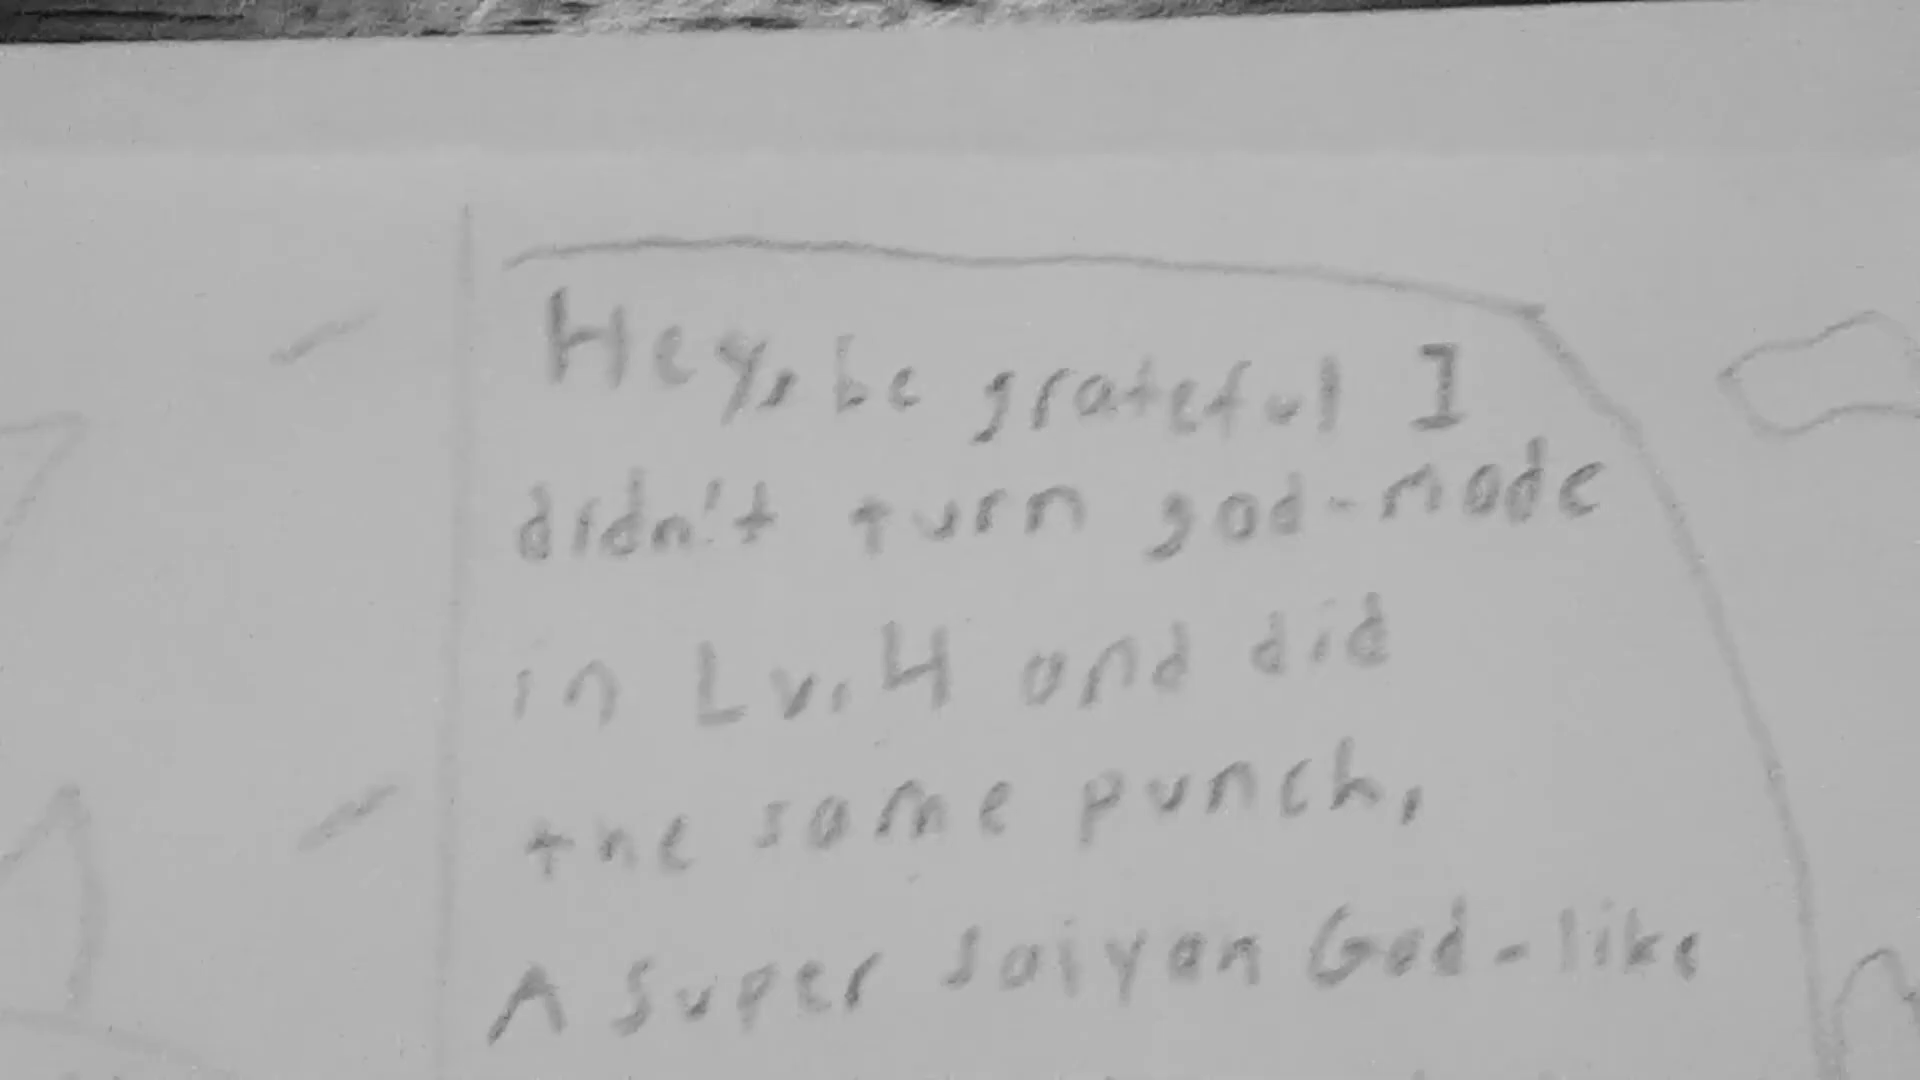 Hey, be grateful I
didn't turn god-mode
in Lv. 4 and did
the same punch,
A Super Saiyan God-like